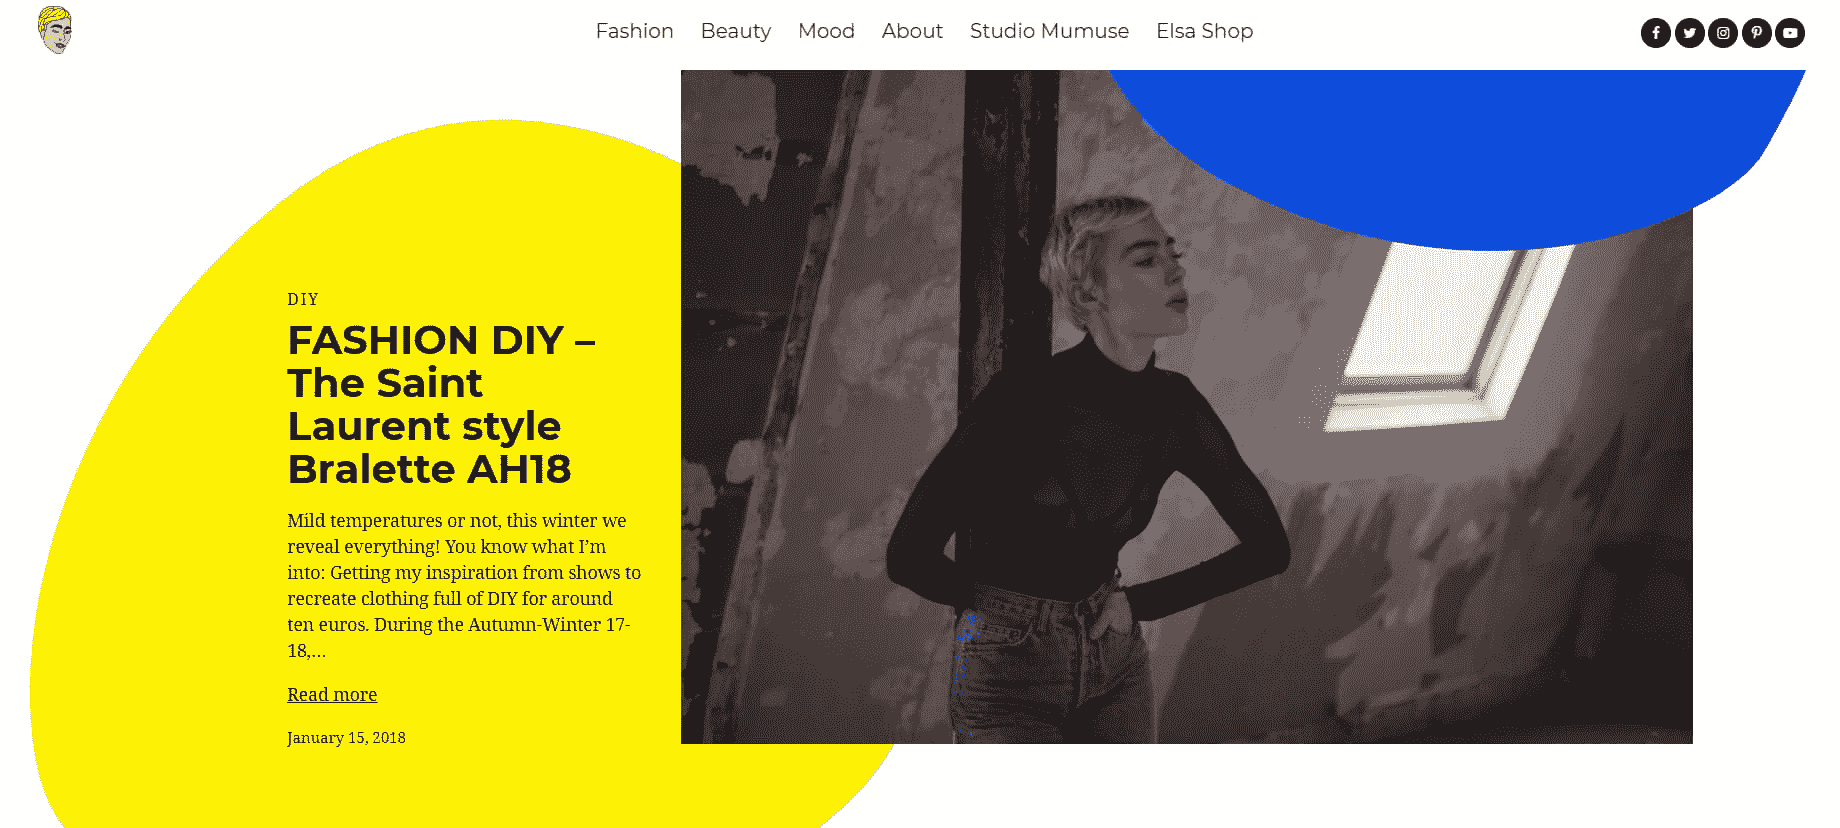 Fashion Beauty Mood About Studio Mumuse Elsa Shop
DIY
FASHION DIY –
The Saint
Laurent style
Bralette AH18
Mild temperatures or not, this winter we
reveal everything! You know what I’m
into: Getting my inspiration from shows to
recreate clothing full of DIY for around
ten euros. During the Autumn-Winter 17-
18,…
Read more
January 15, 2018